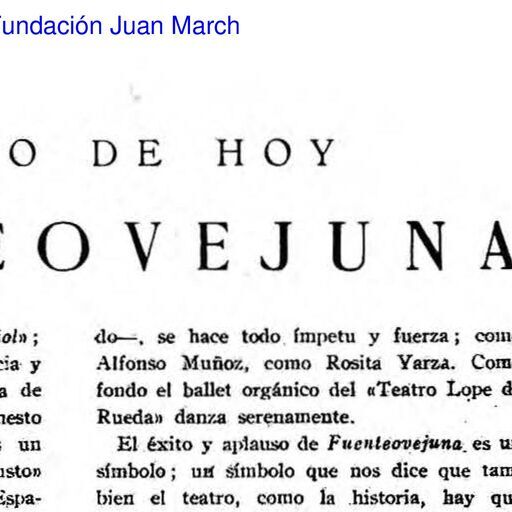 Fundación Juan March
O DE HOY
EOVEJUNA
ol»;
cia y
a de
nesto
s un
usto»
Espa-
do—, se hace todo ímpetu y fuerza; com
Alfonso Muñoz, como Rosita Yarza. Com
fondo el ballet orgánico del «Teatro Lope d
Rueda» danza serenamente.
El éxito y aplauso de Fuenteovejuna es u
símbolo; un símbolo que nos dice que tam
bien el teatro, como la historia, hay qu